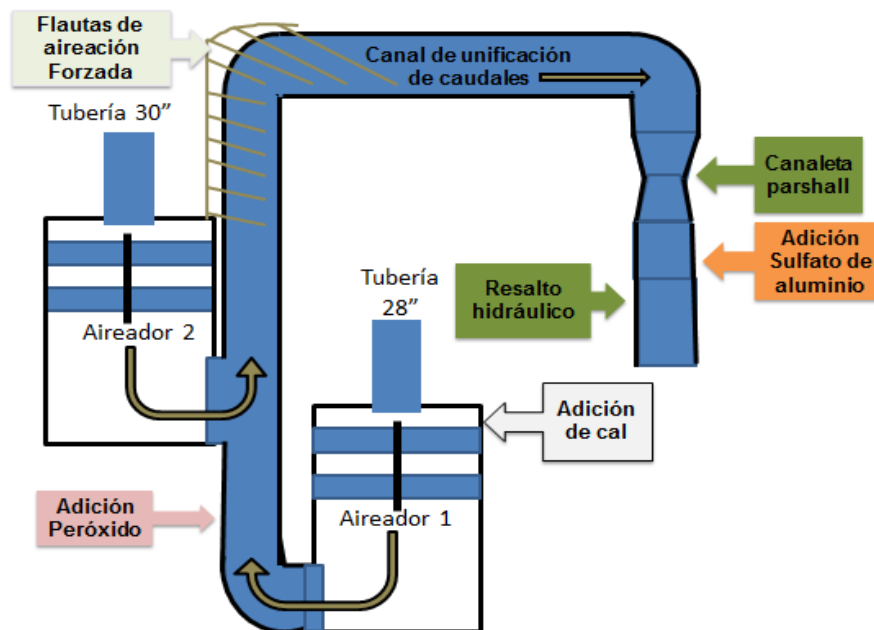 Flautas de
aireación
Forzada
Canal de unificación
de caudales
Tubería 30”
Canaleta
parshall
Adición
Sulfato de
aluminio
Tubería
28”
Resalto
hidráulico
Aireador 2
Adición
de cal
Adición
Peróxido
Aireador 1